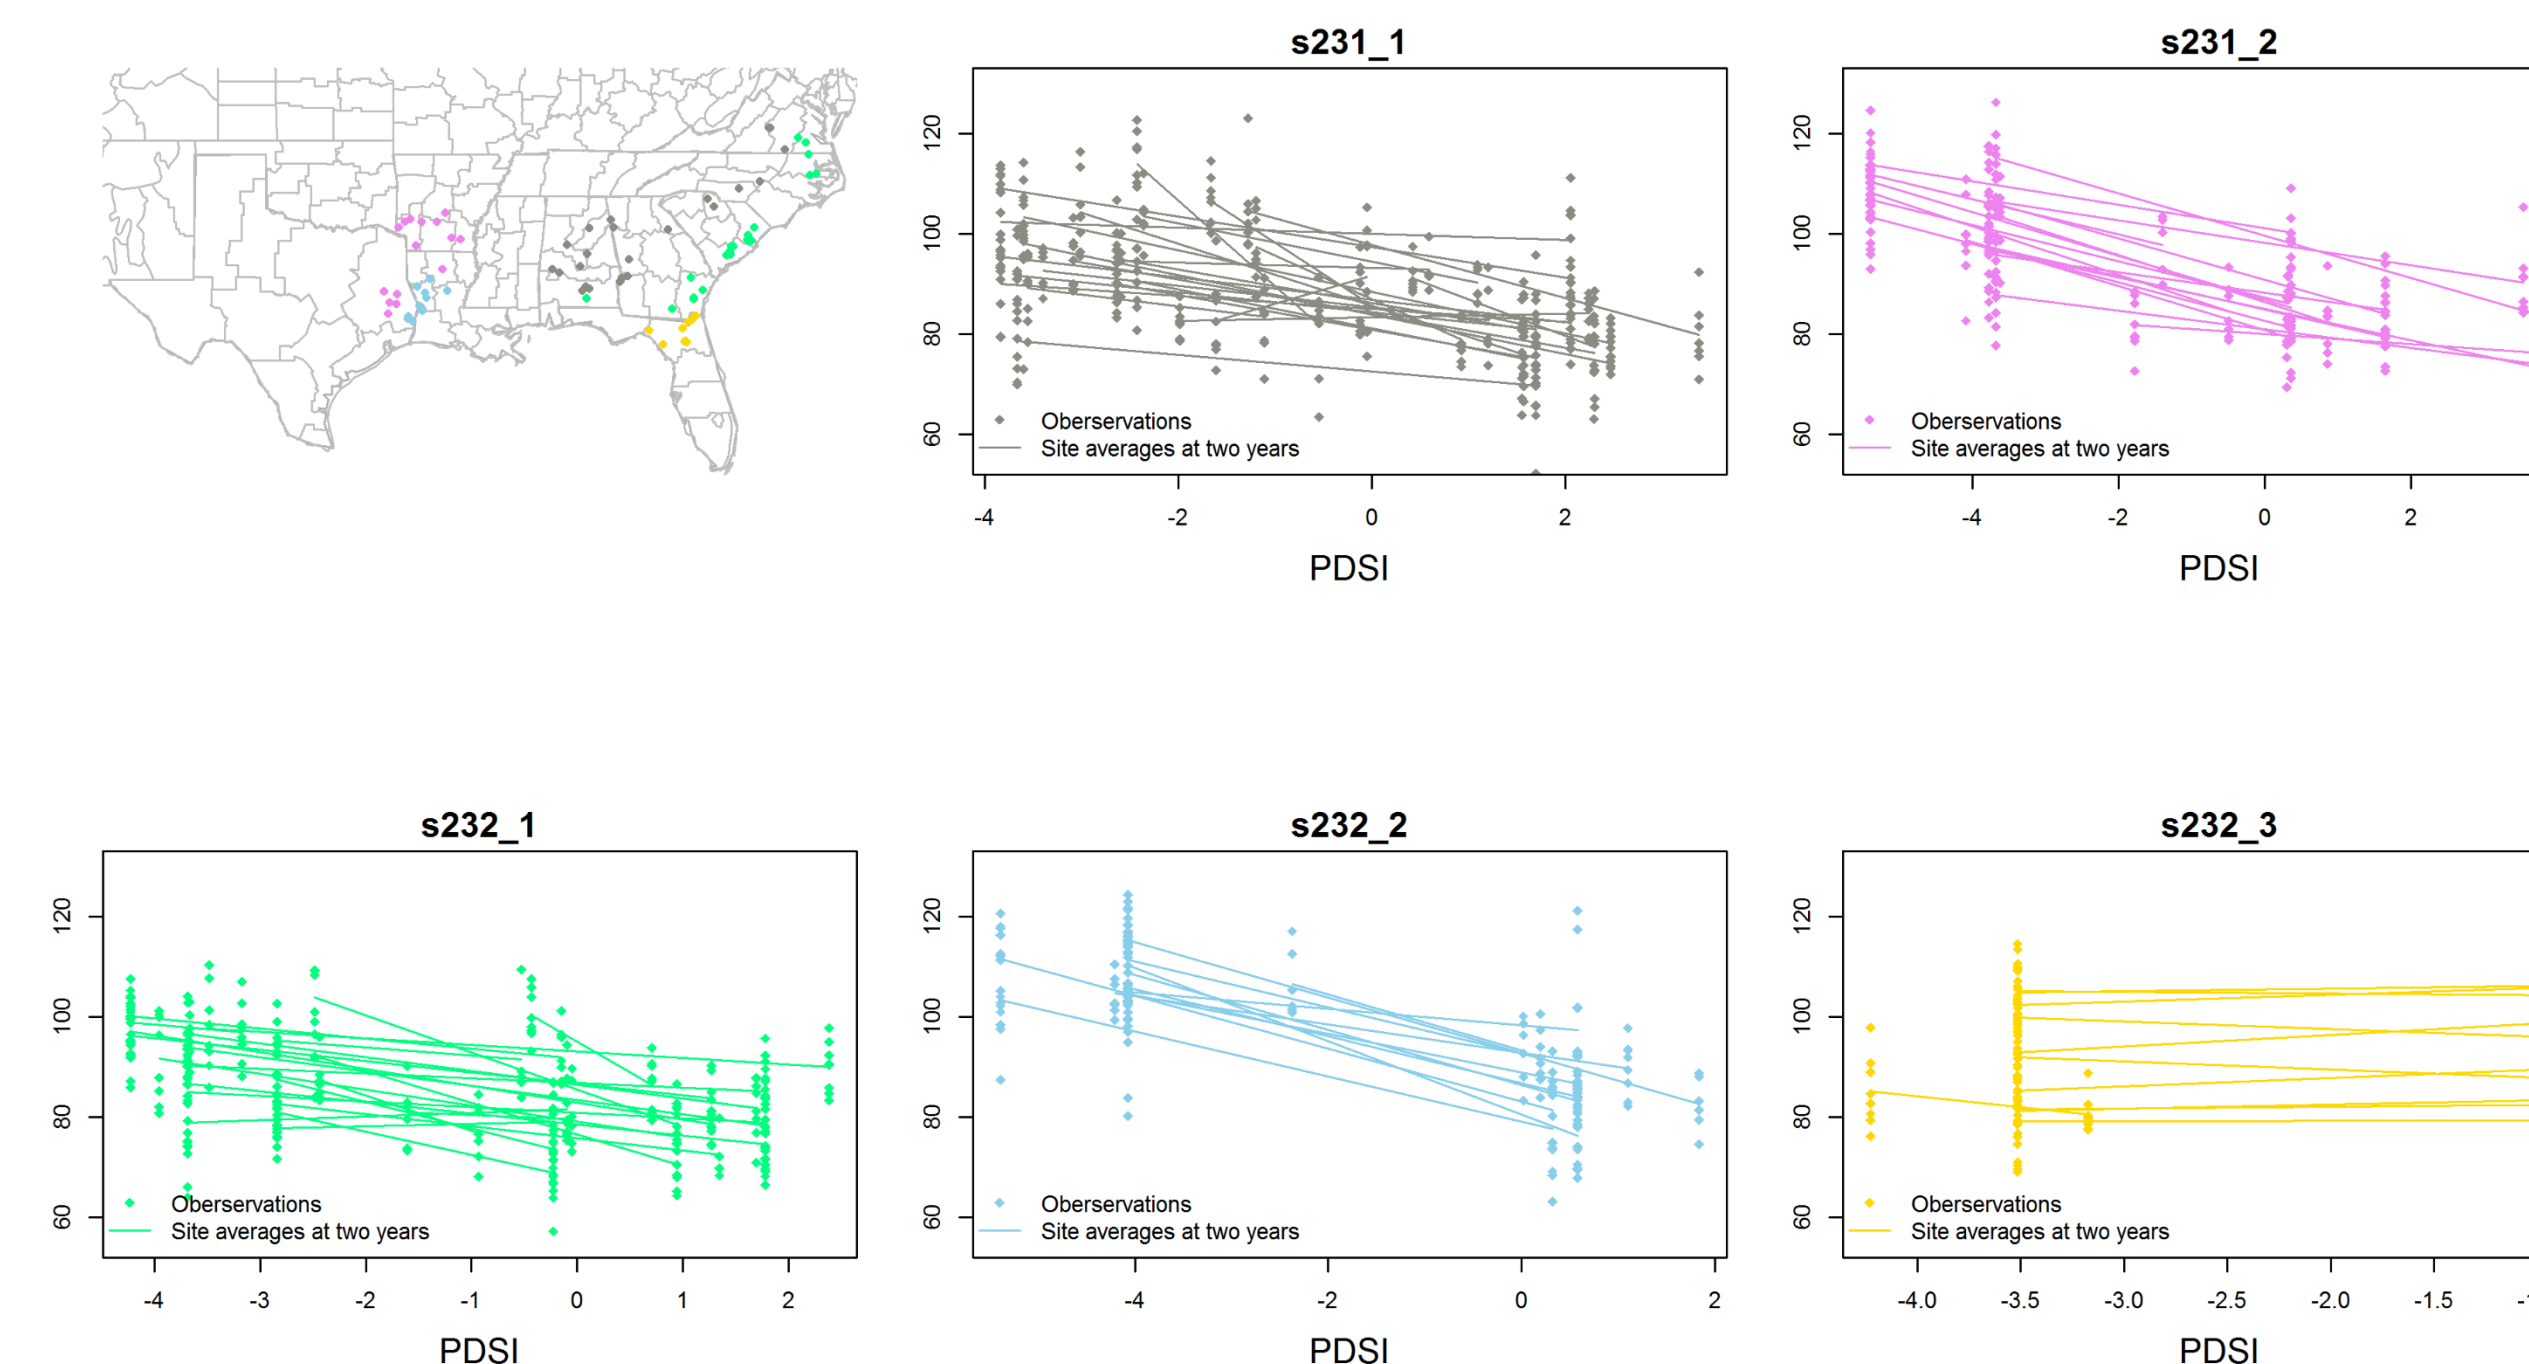 s231_1
120
100
80
60
Oberservations
Site averages at two years
-4 -2 0 2
PDSI
s231_2
120
100
80
60
Oberservations
Site averages at two years
-4 -2 0 2
PDSI
s232_1
120
100
80
60
Oberservations
Site averages at two years
-4 -3 -2 -1 0 1 2
PDSI
s232_2
120
100
80
60
Oberservations
Site averages at two years
-4 -2 0 2
PDSI
s232_3
120
100
80
60
Oberservations
Site averages at two years
-4.0 -3.5 -3.0 -2.5 -2.0 -1.5
PDSI